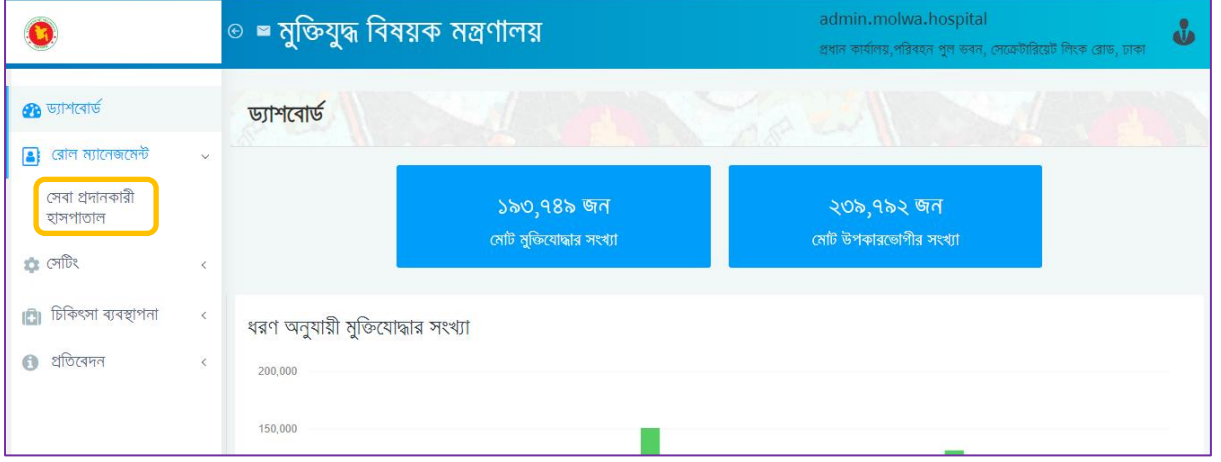 মুক্তিযুদ্ধ বিষয়ক মন্ত্রণালয়
admin.molwa.hospital
প্রধান কার্যালয়,পরিবহন পুল ভবন, সেক্রেটারিয়েট লিংক রোড, ঢাকা
ড্যাশবোর্ড
রোল ম্যানেজমেন্ট
সেবা প্রদানকারী
হাসপাতাল
সেটিং
চিকিৎসা ব্যবস্থাপনা
প্রতিবেদন
ড্যাশবোর্ড
১৯৩,৭৪৯ জন
মোট মুক্তিযোদ্ধার সংখ্যা
২৩৯,৭৯২ জন
মোট উপকারভোগীর সংখ্যা
ধরণ অনুযায়ী মুক্তিযোদ্ধার সংখ্যা
200,000
150,000